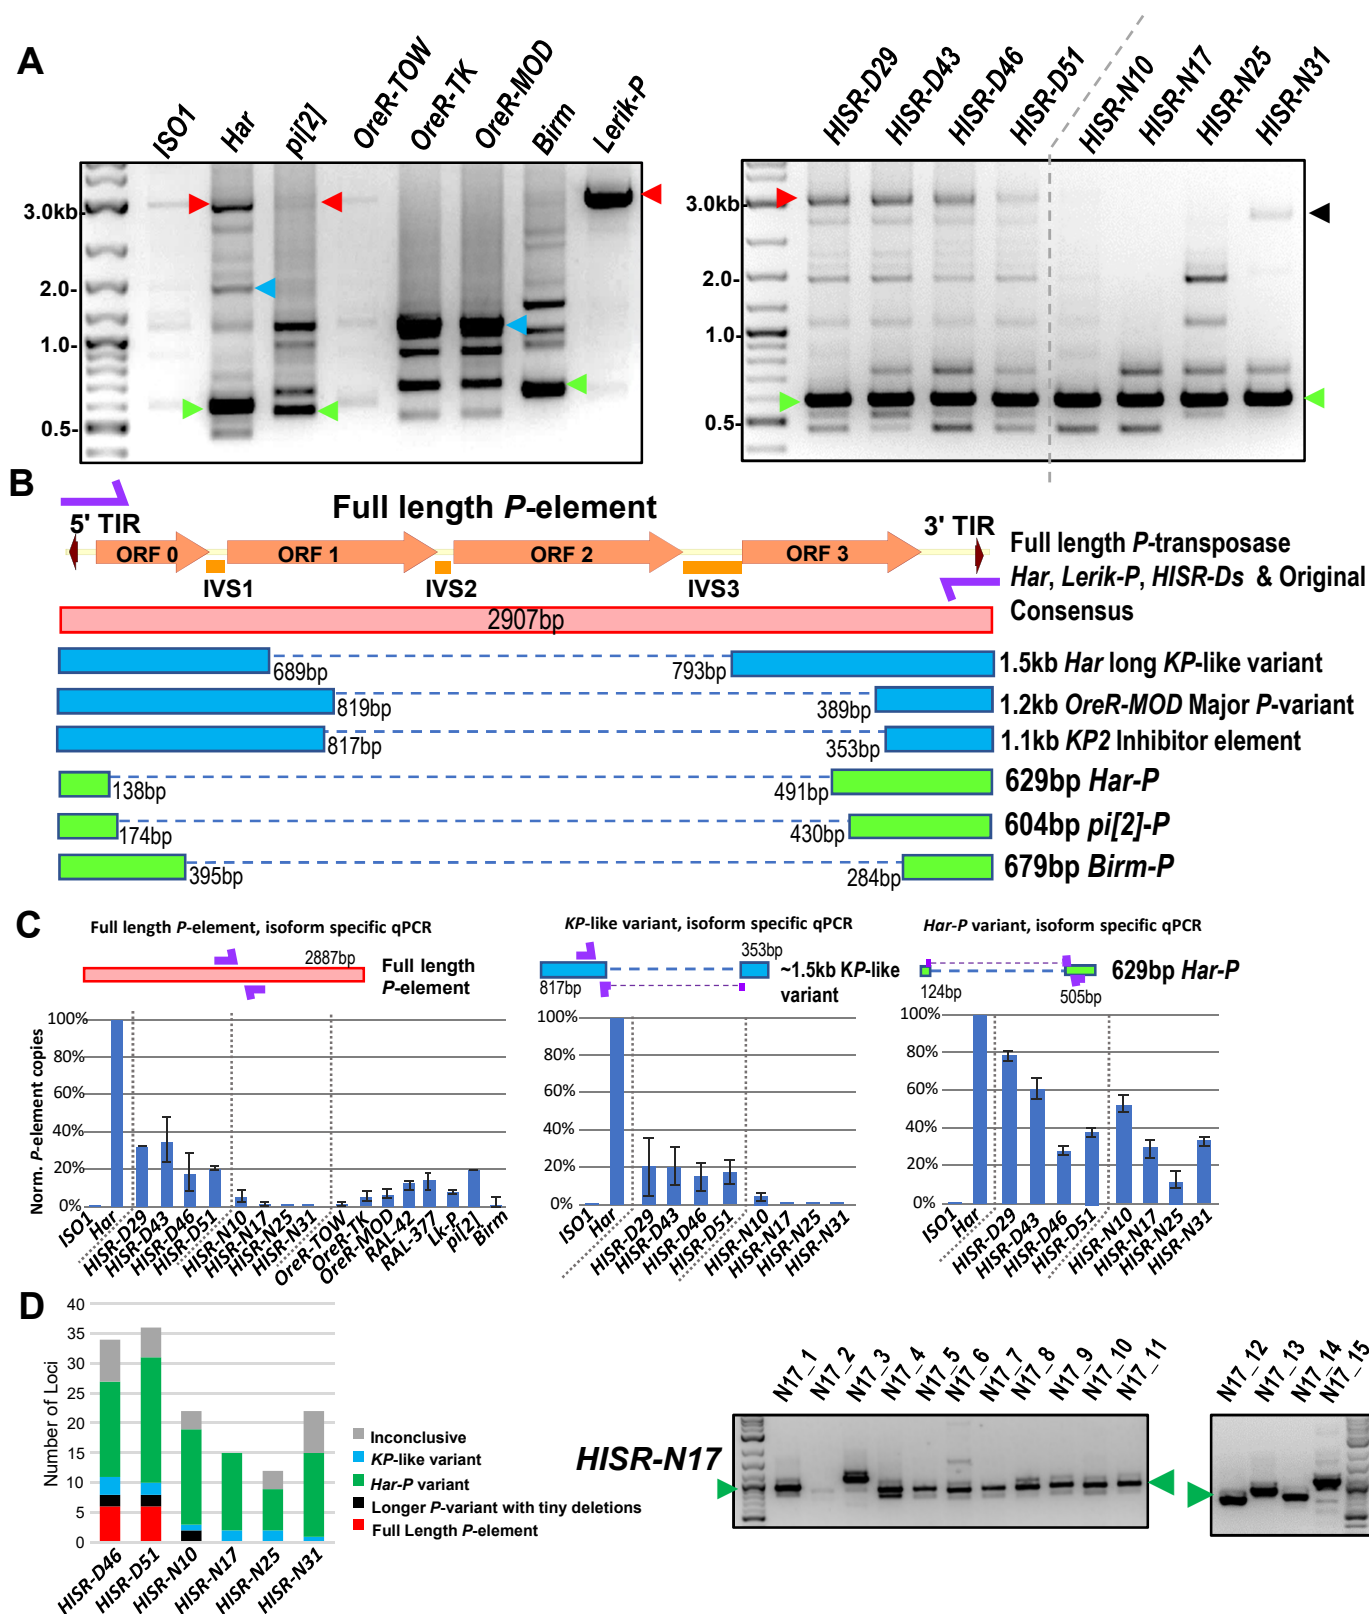 A
ISO1
Har
pi[2]
OreR-TOW
OreR-TK
OreR-MOD
Birm
Lerik-P
3.0kb-
2.0-
1.0-
0.5-
HISR-D29
HISR-D43
HISR-D46
HISR-D51
HISR-N10
HISR-N17
HISR-N25
HISR-N31
3.0kb-
2.0-
1.0-
0.5-
B
Full length P-element
5' TIR
3' TIR
ORF 0
ORF 1
ORF 2
ORF 3
IVS1
IVS2
IVS3
Full length P-transposase
Har, Lerik-P, HISR-Ds & Original
Consensus
2907bp
689bp
793bp
1.5kb Har long KP-like variant
819bp
389bp
1.2kb OreR-MOD Major P-variant
817bp
353bp
1.1kb KP2 Inhibitor element
138bp
491bp
629bp Har-P
174bp
430bp
604bp pi[2]-P
395bp
284bp
679bp Birm-P
C
Full length P-element, isoform specific qPCR
2887bp
Full length
P-element
Norm. P-element copies
100%
80%
60%
40%
20%
0%
ISO1
Har
HISR-D29
HISR-D43
HISR-D46
HISR-D51
HISR-N10
HISR-N17
HISR-N25
HISR-N31
OreR-TOW
OreR-TK
OreR-MOD
RAL-42
RAL-377
Lk-P
pi[2]
Birm
KP-like variant, isoform specific qPCR
353bp
817bp
~1.5kb KP-like
variant
100%
80%
60%
40%
20%
0%
ISO1
Har
HISR-D29
HISR-D43
HISR-D46
HISR-D51
HISR-N10
HISR-N17
HISR-N25
HISR-N31
Har-P variant, isoform specific qPCR
629bp Har-P
124bp
505bp
100%
80%
60%
40%
20%
0%
ISO1
Har
HISR-D29
HISR-D43
HISR-D46
HISR-D51
HISR-N10
HISR-N17
HISR-N25
HISR-N31
D
Number of Loci
40
35
30
25
20
15
10
5
0
HISR-D46
HISR-D51
HISR-N10
HISR-N17
HISR-N25
HISR-N31
Inconclusive
KP-like variant
Har-P variant
Longer P-variant with tiny deletions
Full Length P-element
HISR-N17
N17_1
N17_2
N17_3
N17_4
N17_5
N17_6
N17_7
N17_8
N17_9
N17_10
N17_11
N17_12
N17_13
N17_14
N17_15